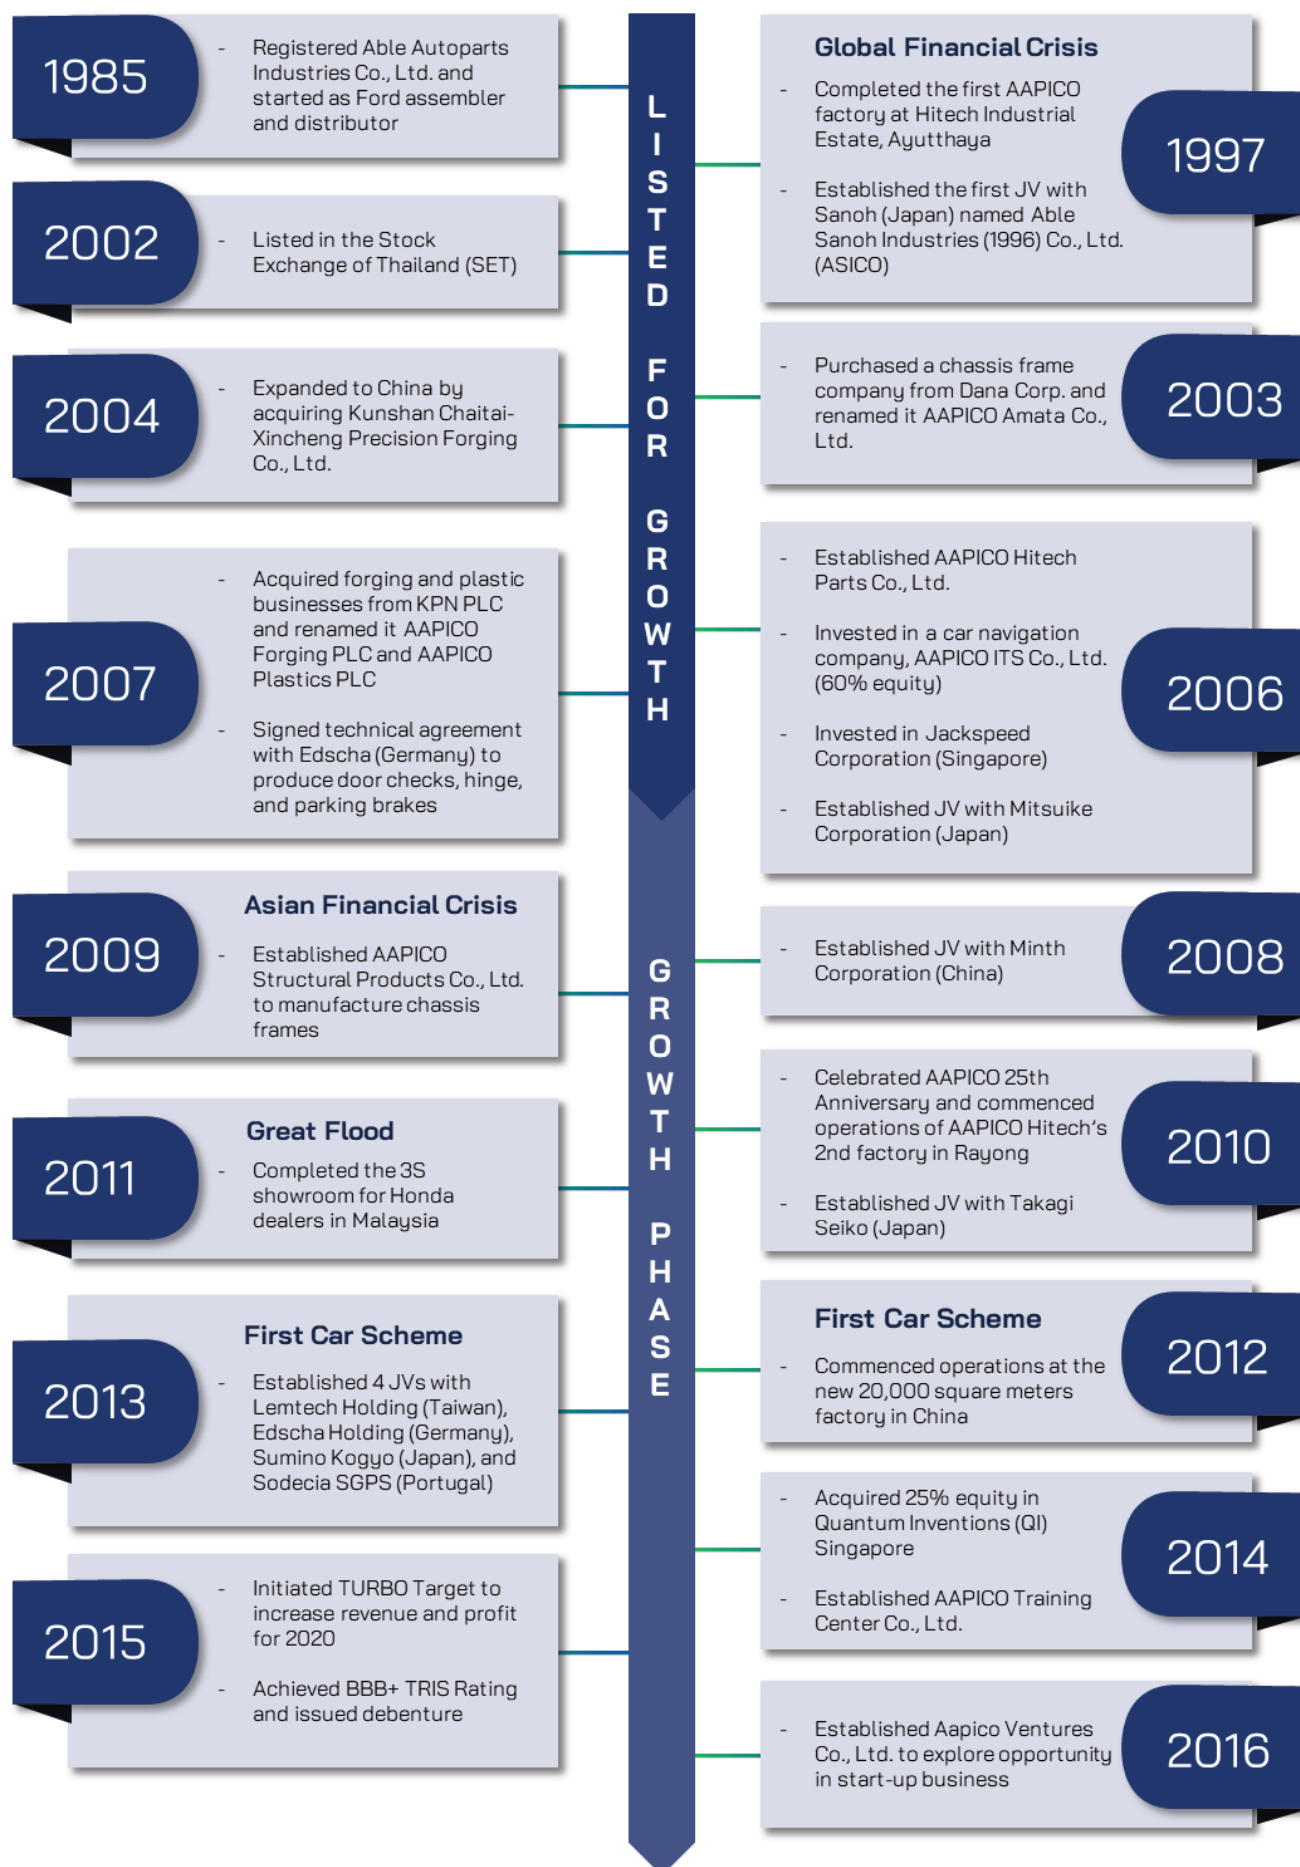 1985
- Registered Able Autoparts
Industries Co., Ltd. and
started as Ford assembler
and distributor
Global Financial Crisis
- Completed the first AAPICO
factory at Hitech Industrial
Estate, Ayutthaya
- Established the first JV with
Sanoh (Japan) named Able
Sanoh Industries (1996) Co., Ltd.
(ASICO)
1997
2002
- Listed in the Stock
Exchange of Thailand (SET)
- Purchased a chassis frame
company from Dana Corp. and
renamed it AAPICO Amata Co.,
Ltd.
2003
2004
- Expanded to China by
acquiring Kunshan Chaitai-
Xincheng Precision Forging
Co., Ltd.
- Established AAPICO Hitech
Parts Co., Ltd.
- Invested in a car navigation
company, AAPICO ITS Co., Ltd.
(60% equity)
- Invested in Jackspeed
Corporation (Singapore)
- Established JV with Mitsuike
Corporation (Japan)
2006
2007
- Acquired forging and plastic
businesses from KPN PLC
and renamed it AAPICO
Forging PLC and AAPICO
Plastics PLC
- Signed technical agreement
with Edscha (Germany) to
produce door checks, hinge,
and parking brakes
LISTED FOR GROWTH
- Established JV with Minth
Corporation (China)
2008
2009
Asian Financial Crisis
- Established AAPICO
Structural Products Co., Ltd.
to manufacture chassis
frames
- Celebrated AAPICO 25th
Anniversary and commenced
operations of AAPICO Hitech's
2nd factory in Rayong
- Established JV with Takagi
Seiko (Japan)
2010
2011
Great Flood
- Completed the 3S
showroom for Honda
dealers in Malaysia
First Car Scheme
- Commenced operations at the
new 20,000 square meters
factory in China
2012
2013
First Car Scheme
- Established 4 JVs with
Lemtech Holding (Taiwan),
Edscha Holding (Germany),
Sumino Kogyo (Japan), and
Sodecia SGPS (Portugal)
- Acquired 25% equity in
Quantum Inventions (QI)
Singapore
- Established AAPICO Training
Center Co., Ltd.
2014
2015
- Initiated TURBO Target to
increase revenue and profit
for 2020
- Achieved BBB+ TRIS Rating
and issued debenture
- Established Aapico Ventures
Co., Ltd. to explore opportunity
in start-up business
2016
GROWTH PHASE